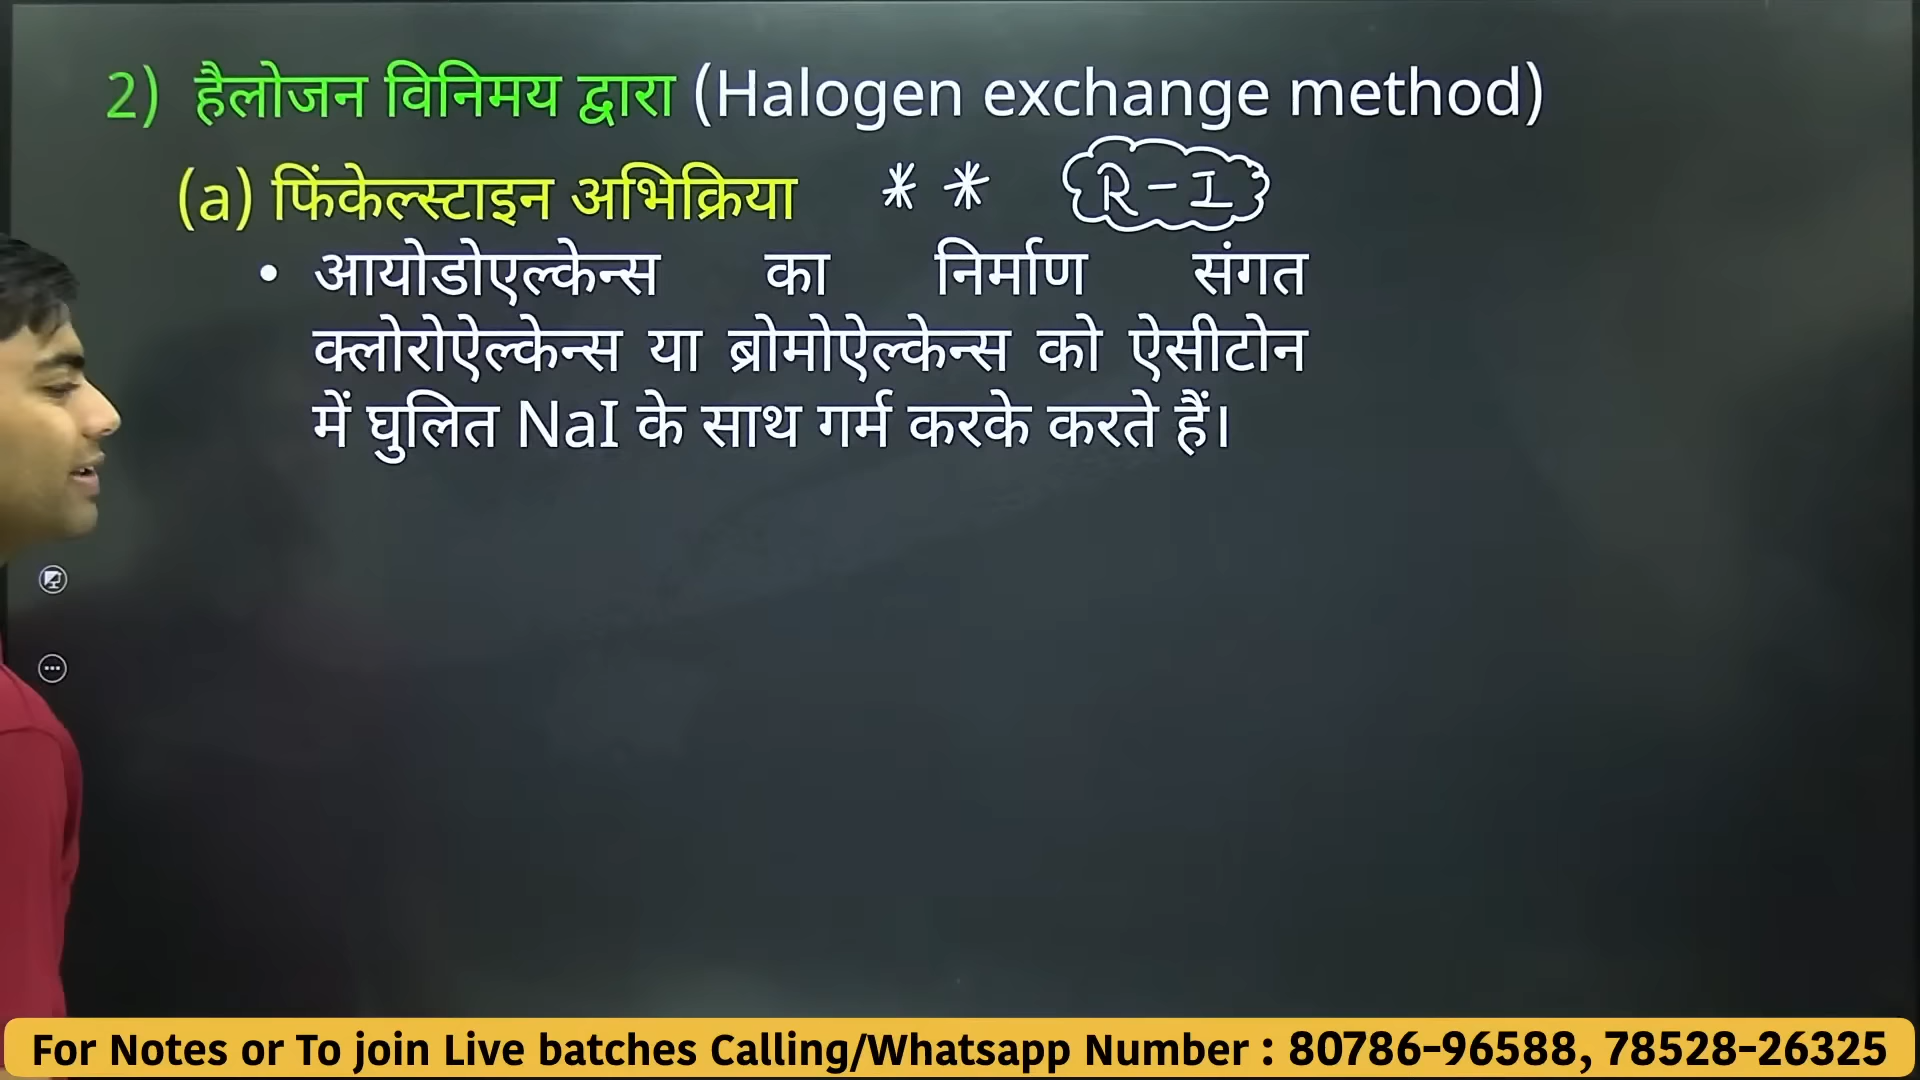 2) हैलोजन विनिमय द्वारा (Halogen exchange method)
(a) फिंकेल्स्टाइन अभिक्रिया ** R-I
• आयोडोएल्केन्स का निर्माण संगत
क्लोरोऐल्केन्स या ब्रोमोऐल्केन्स को ऐसीटोन
में घुलित NaI के साथ गर्म करके करते हैं।
For Notes or To join Live batches Calling/Whatsapp Number : 80786-96588, 78528-26325